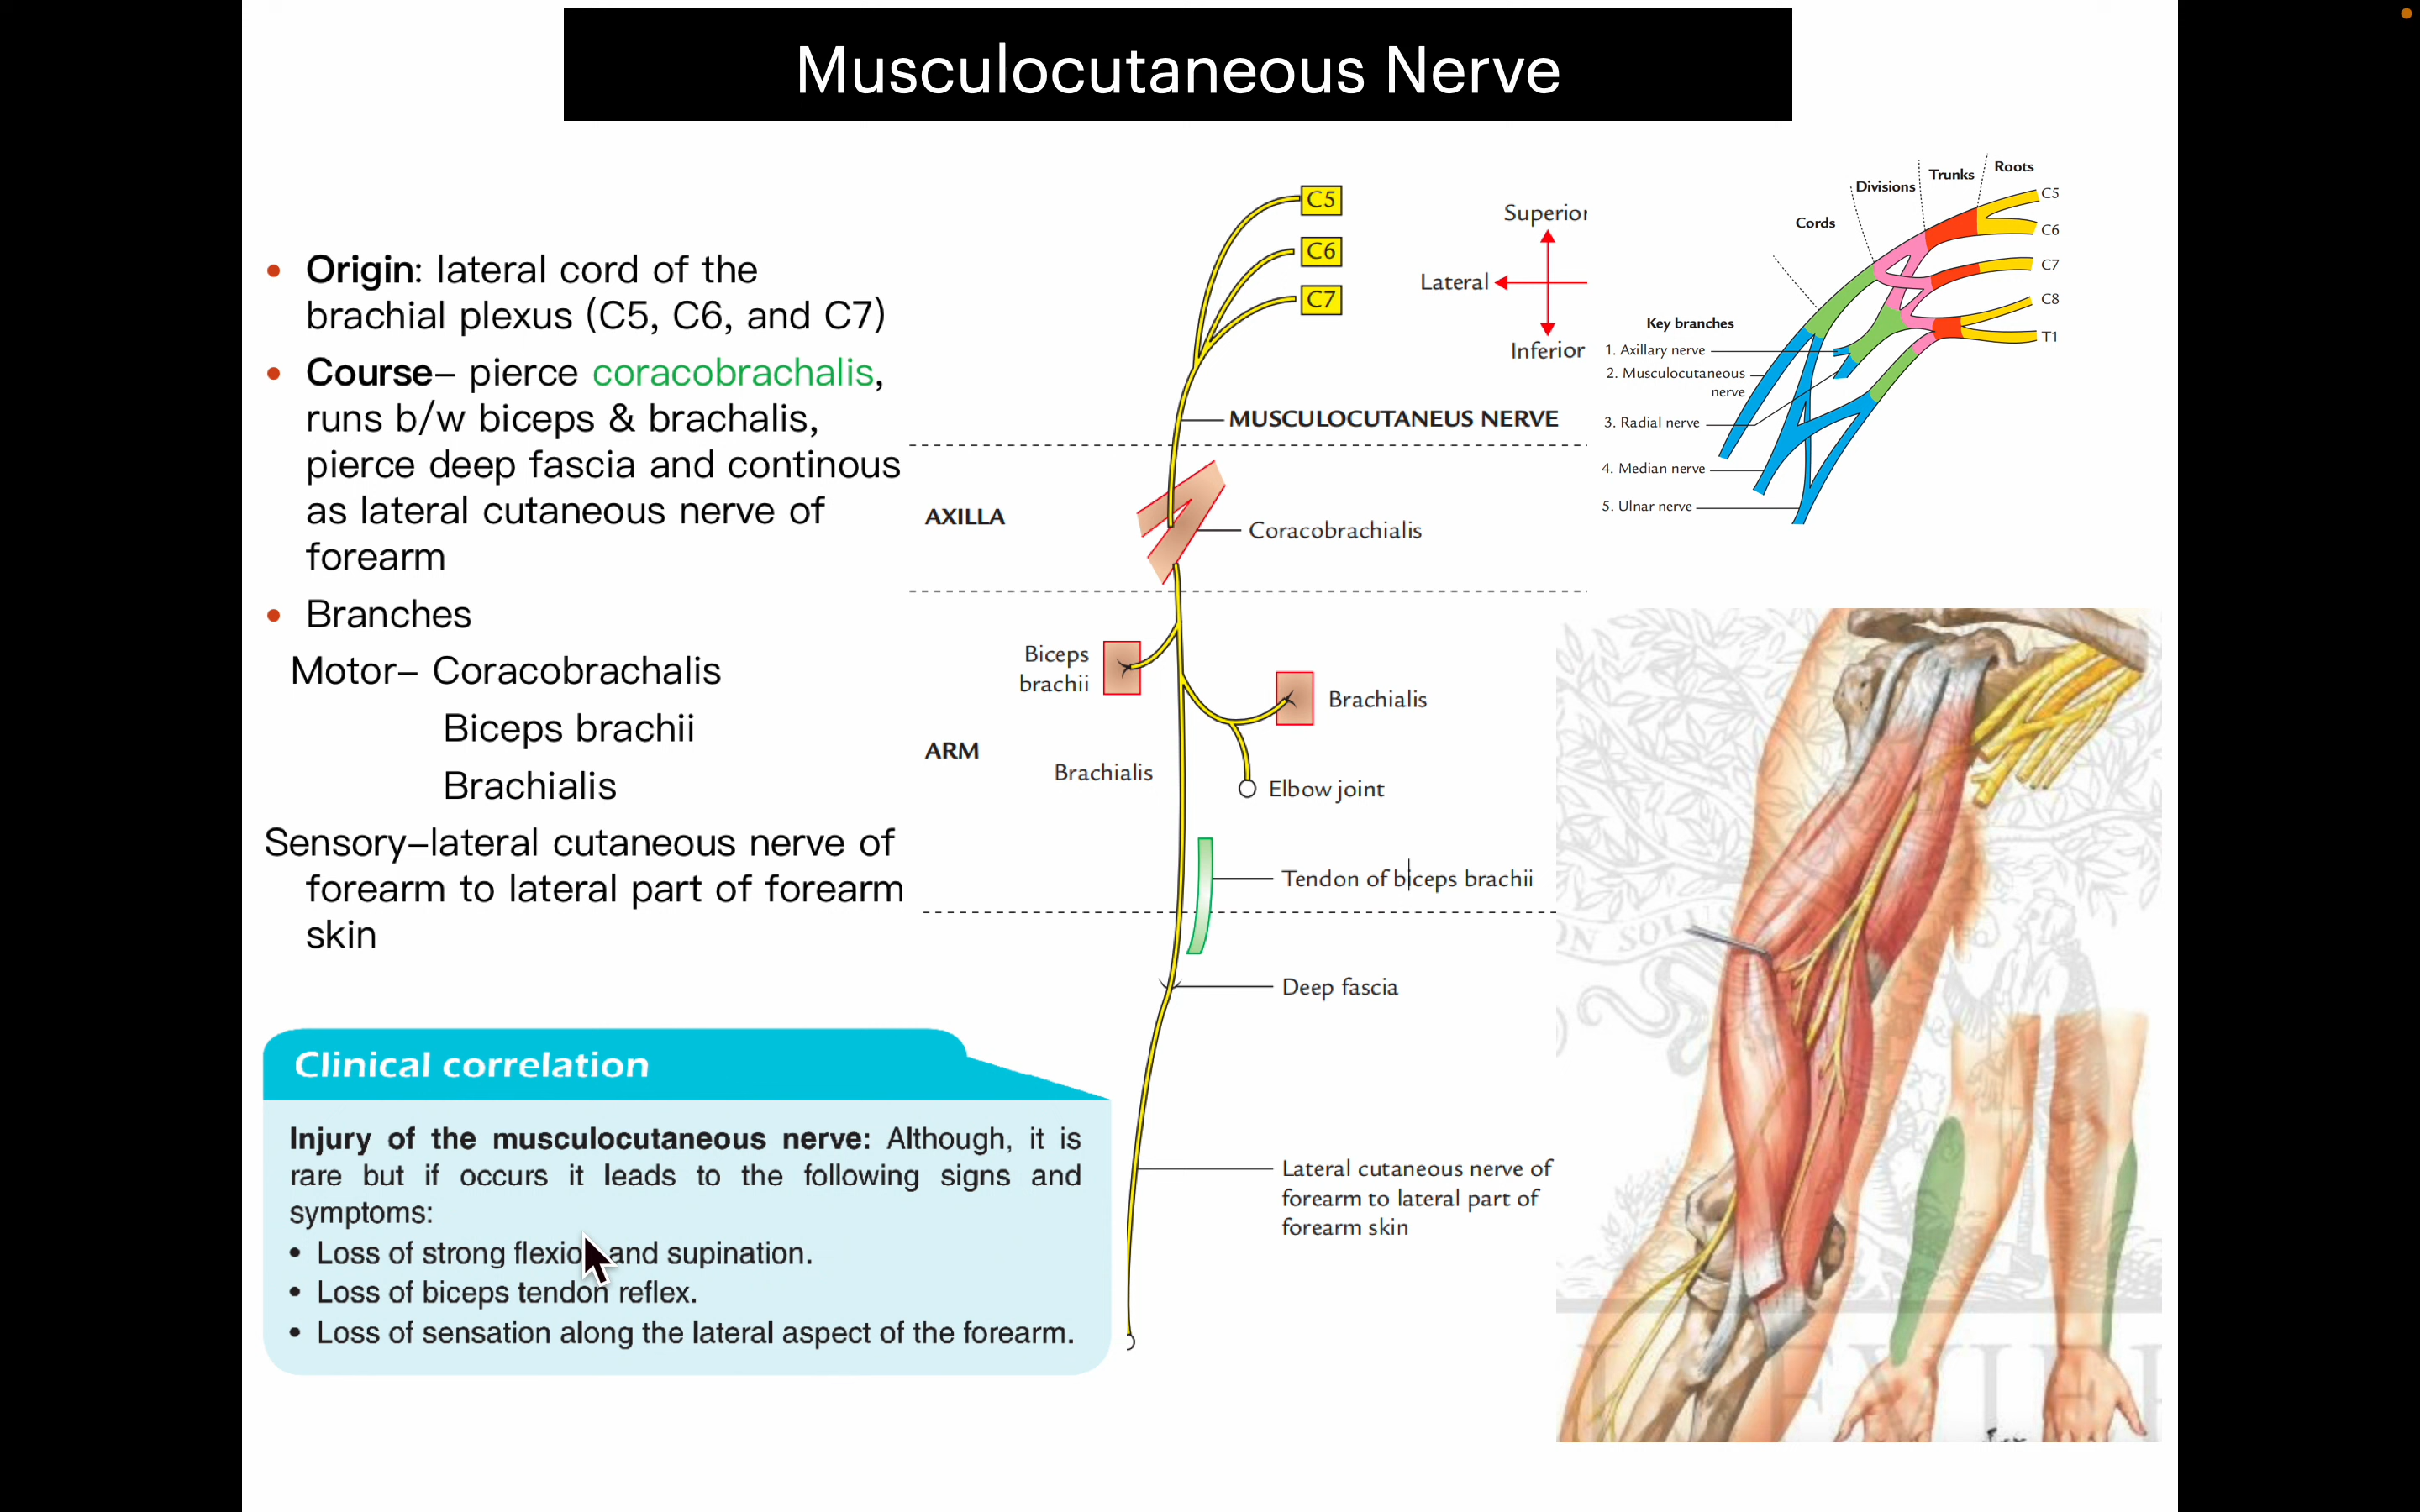 Musculocutaneous Nerve
• Origin: lateral cord of the
brachial plexus (C5, C6, and C7)
• Course– pierce coracobrachalis,
runs b/w biceps & brachalis,
pierce deep fascia and continous
as lateral cutaneous nerve of
forearm
• Branches
Motor– Coracobrachalis
Biceps brachii
Brachialis
Sensory–lateral cutaneous nerve of
forearm to lateral part of forearm
skin
Clinical correlation
Injury of the musculocutaneous nerve: Although, it is
rare but if occurs it leads to the following signs and
symptoms:
• Loss of strong flexion and supination.
• Loss of biceps tendon reflex.
• Loss of sensation along the lateral aspect of the forearm.
C5
C6
C7
Superior
Lateral
Inferior
MUSCULOCUTANEUS NERVE
AXILLA
Coracobrachialis
Biceps
brachii
Brachialis
ARM
Brachialis
Elbow joint
Tendon of biceps brachii
Deep fascia
Lateral cutaneous nerve of
forearm to lateral part of
forearm skin
Roots
Trunks
Divisions
Cords
C5
C6
C7
C8
T1
Key branches
1. Axillary nerve
2. Musculocutaneous
nerve
3. Radial nerve
4. Median nerve
5. Ulnar nerve